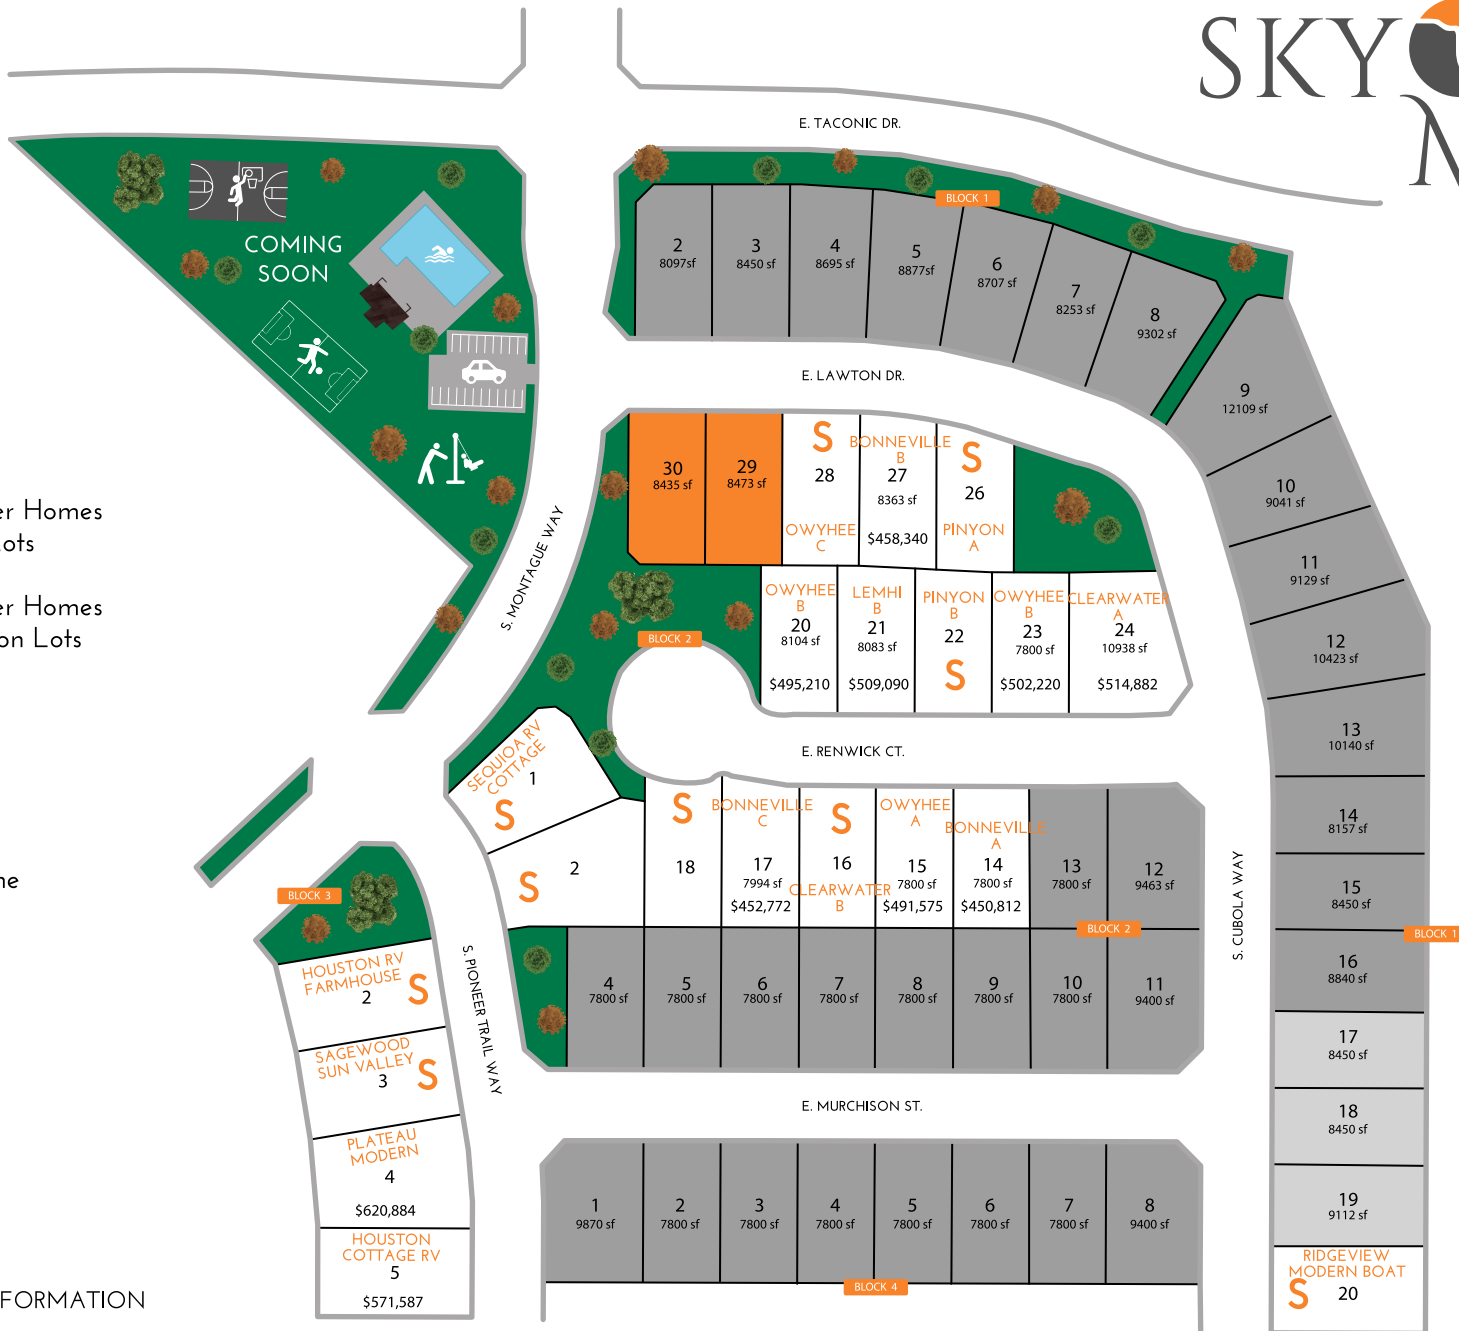 SKY
M
E. TACONIC DR.
COMING
SOON
BLOCK 1
2
8097 sf
3
8450 sf
4
8695 sf
5
8877sf
6
8707 sf
7
8253 sf
8
9302 sf
9
12109 sf
10
9041 sf
11
9129 sf
12
10423 sf
13
10140 sf
14
8157 sf
15
8450 sf
BLOCK 1
16
8840 sf
17
8450 sf
18
8450 sf
19
9112 sf
RIDGEVIEW
MODERN BOAT
S 20
E. LAWTON DR.
30
8435 sf
29
8473 sf
S
28
OWYHEE
C
BONNEVILLE
B
27
8363 sf
$458,340
S
26
PINYON
A
er Homes
ots
er Homes
on Lots
S. MONTAGUE WAY
BLOCK 2
OWYHEE
B
20
8104 sf
$495,210
LEMHI
B
21
8083 sf
$509,090
PINYON
B
22
S
OWYHEE
B
23
7800 sf
$502,220
CLEARWATER
A
24
10938 sf
$514,882
E. RENWICK CT.
SEQUIOA RV
COTTAGE
1
S
2
S
S
18
BONNEVILLE
C
17
7994 sf
$452,772
S
16
CLEARWATER
B
OWYHEE
A
15
7800 sf
$491,575
BONNEVILLE
A
14
7800 sf
$450,812
13
7800 sf
12
9463 sf
BLOCK 2
S. CUBOLA WAY
ne
4
7800 sf
5
7800 sf
6
7800 sf
7
7800 sf
8
7800 sf
9
7800 sf
10
7800 sf
11
9400 sf
BLOCK 3
S. PIONEER TRAIL WAY
HOUSTON RV
FARMHOUSE
2
S
SAGEWOOD
SUN VALLEY
3
S
PLATEAU
MODERN
4
$620,884
HOUSTON
COTTAGE RV
5
$571,587
E. MURCHISON ST.
1
9870 sf
2
7800 sf
3
7800 sf
4
7800 sf
5
7800 sf
6
7800 sf
7
7800 sf
8
9400 sf
BLOCK 4
FORMATION